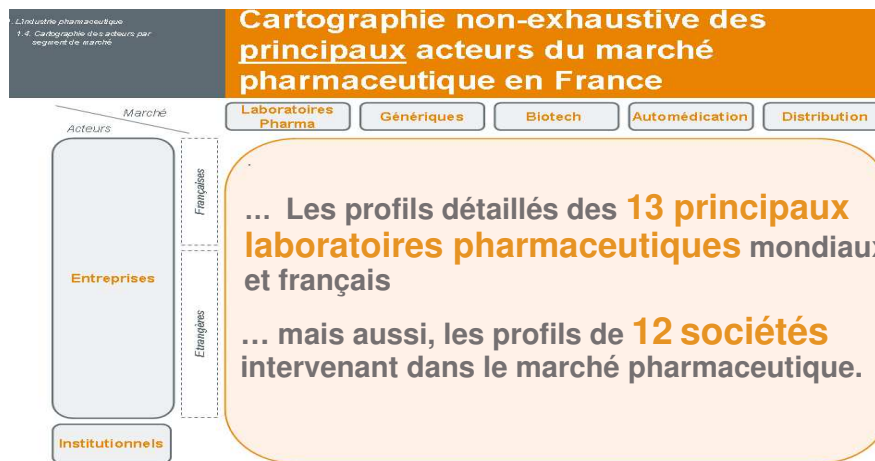 . L'industrie pharmaceutique
1.4. Cartographie des acteurs par
segment de marché
Cartographie non-exhaustive des
principaux acteurs du marché
pharmaceutique en France
Marché
Acteurs
Laboratoires
Pharma
Génériques
Biotech
Automédication
Distribution
Entreprises
Françaises
Etrangères
Institutionnels
... Les profils détaillés des 13 principaux
laboratoires pharmaceutiques mondiaux
et français
... mais aussi, les profils de 12 sociétés
intervenant dans le marché pharmaceutique.